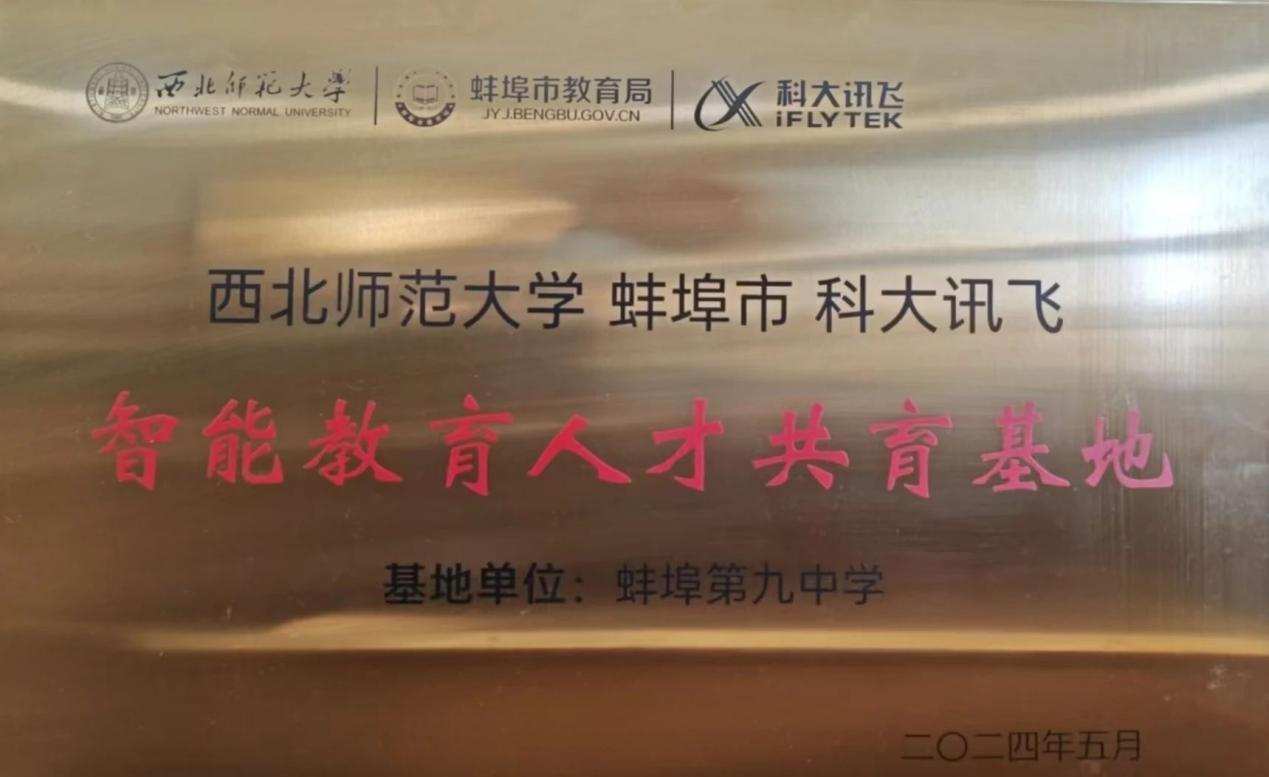 西北师范大学 蚌埠市教育局 科大讯飞
NORTHWEST NORMAL UNIVERSITY JYJ.BENGBU.GOV.CN iFLYTEK
西北师范大学 蚌埠市 科大讯飞
智能教育人才共育基地
基地单位：蚌埠第九中学
二〇二四年五月